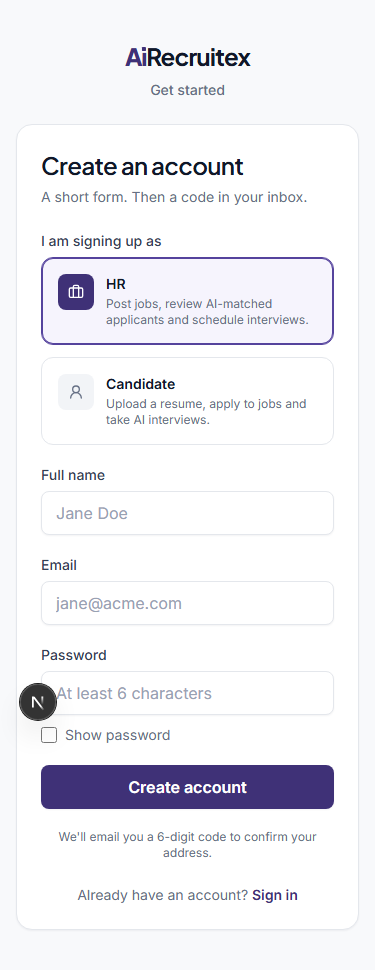 AiRecruitex
Get started
Create an account
A short form. Then a code in your inbox.
I am signing up as
HR
Post jobs, review AI-matched
applicants and schedule interviews.
Candidate
Upload a resume, apply to jobs and
take AI interviews.
Full name
Jane Doe
Email
jane@acme.com
Password
At least 6 characters
N
Show password
Create account
We'll email you a 6-digit code to confirm your
address.
Already have an account? Sign in